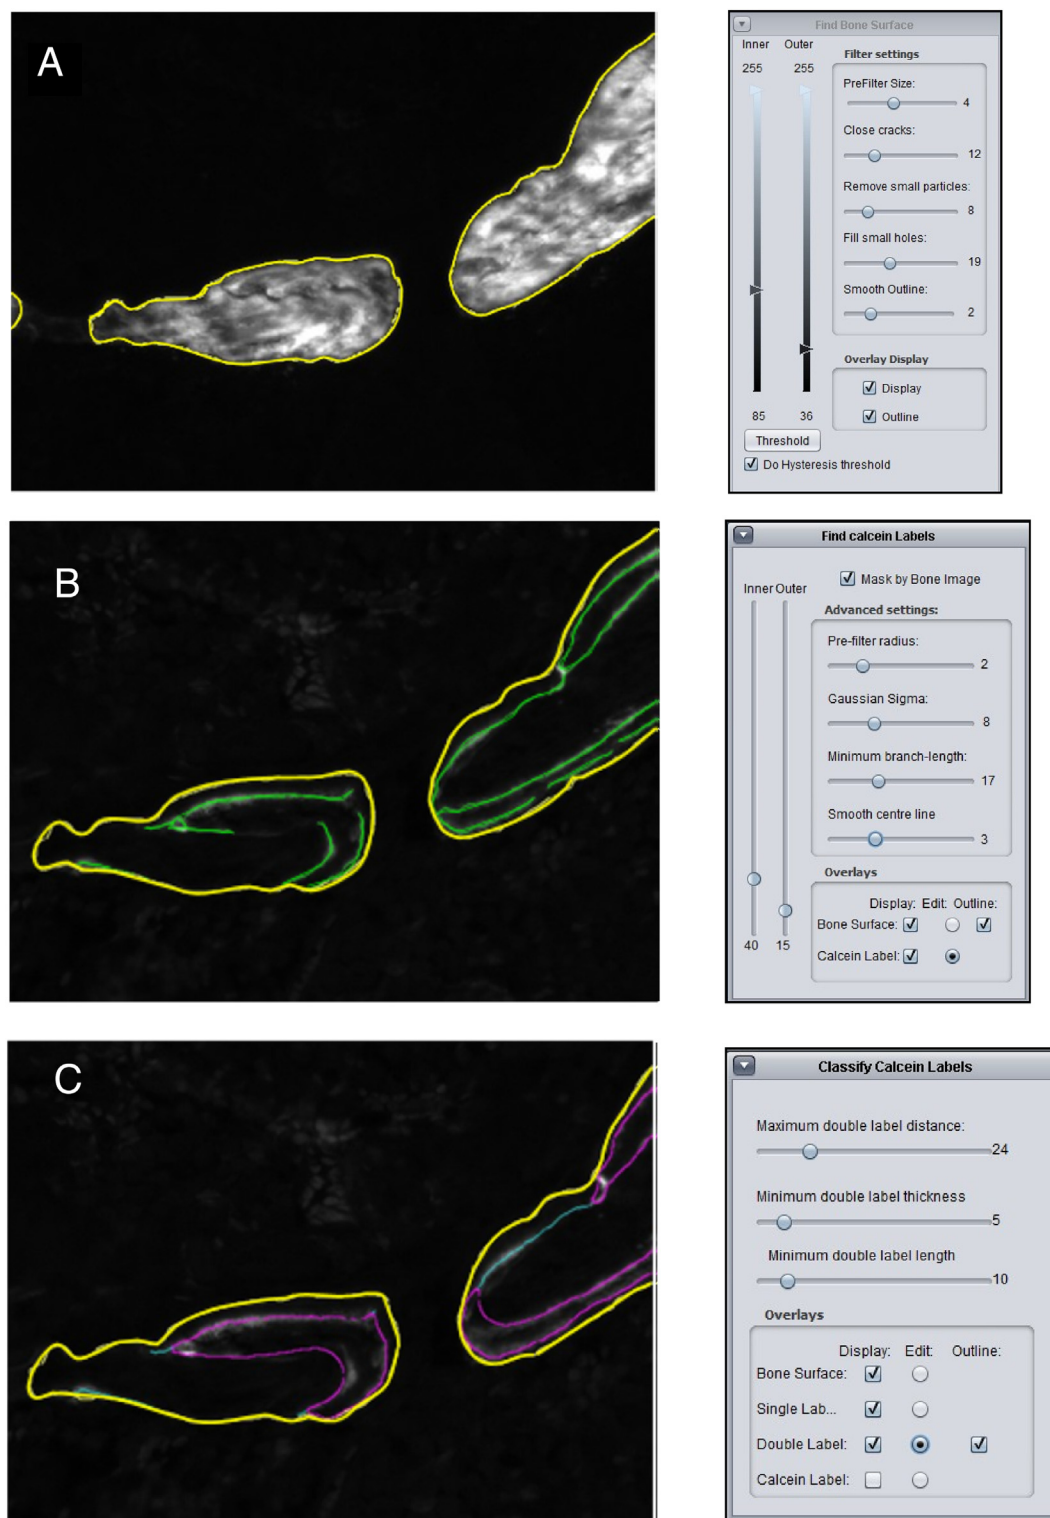 A
Find Bone Surface
Inner Outer
255 255
Filter settings
PreFilter Size:
4
Close cracks:
12
Remove small particles:
8
Fill small holes:
19
Smooth Outline:
2
Overlay Display
Display
Outline
85 36
Threshold
Do Hysteresis threshold
B
Find calcein Labels
Mask by Bone Image
Inner Outer
Advanced settings:
Pre-filter radius:
2
Gaussian Sigma:
8
Minimum branch-length:
17
Smooth centre line
3
Overlays
Display: Edit: Outline:
Bone Surface:
Calcein Label:
40 15
C
Classify Calcein Labels
Maximum double label distance:
24
Minimum double label thickness
5
Minimum double label length
10
Overlays
Display: Edit: Outline:
Bone Surface:
Single Lab...
Double Label:
Calcein Label: